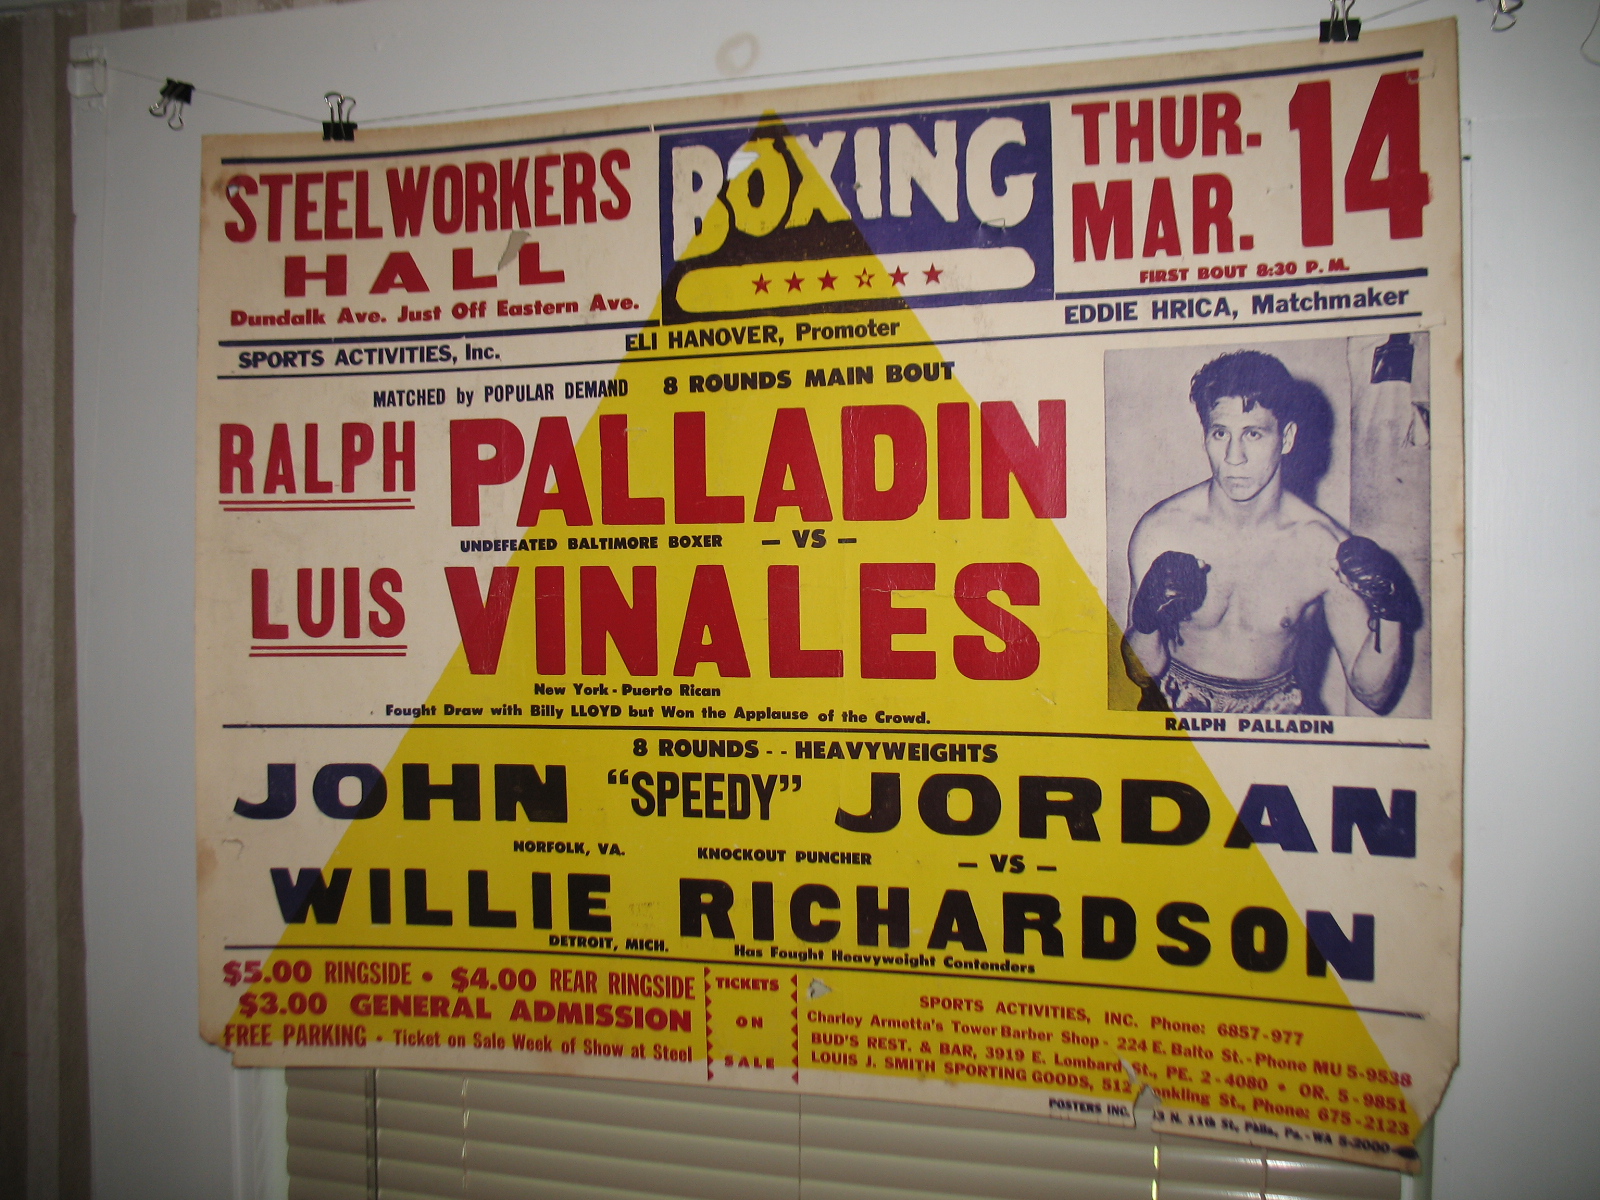 STEELWORKERS
HALL
Dundalk Ave. Just Off Eastern Ave.
BOXING
THUR-
MAR. 14
FIRST BOUT 8:30 P.M.
SPORTS ACTIVITIES, Inc.
ELI HANOVER, Promoter
EDDIE HRICA, Matchmaker
MATCHED by POPULAR DEMAND 8 ROUNDS MAIN BOUT
RALPH PALLADIN
UNDEFEATED BALTIMORE BOXER — VS —
LUIS VINALES
New York - Puerto Rican
Fought Draw with Billy LLOYD but Won the Applause of the Crowd.
RALPH PALLADIN
8 ROUNDS - - HEAVYWEIGHTS
JOHN “SPEEDY” JORDAN
NORFOLK, VA. KNOCKOUT PUNCHER — VS —
WILLIE RICHARDSON
DETROIT, MICH. Has Fought Heavyweight Contenders
$5.00 RINGSIDE • $4.00 REAR RINGSIDE
$3.00 GENERAL ADMISSION
FREE PARKING • Ticket on Sale Week of Show at Steel
TICKETS
ON
SALE
SPORTS ACTIVITIES, INC. Phone: 6857-977
Charley Armetta's Tower Barber Shop - 224 E. Balto St. - Phone MU 5-9538
BUD'S REST. & BAR, 3919 E. Lombard St., PE. 2-4080 • OR. 5-9851
LOUIS J. SMITH SPORTING GOODS, 512 onkling St., Phone: 675-2123
POSTERS INC. 3 N. 11th St, Phila, Pa. - WA 5-2000